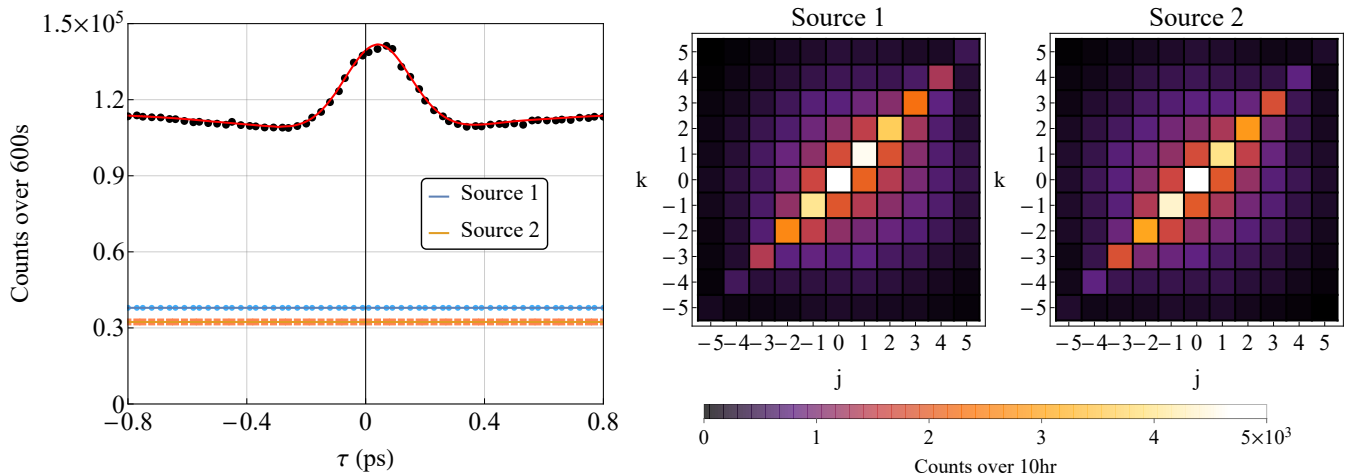 1.5×10⁵
1.2
0.9
0.6
0.3
0
Counts over 600s
−0.8 −0.4 0 0.4 0.8
τ (ps)
Source 1
Source 2
Source 1
5
4
3
2
1
0
−1
−2
−3
−4
−5
k
−5 −4 −3 −2 −1 0 1 2 3 4 5
j
Source 2
5
4
3
2
1
0
−1
−2
−3
−4
−5
k
−5 −4 −3 −2 −1 0 1 2 3 4 5
j
0 1 2 3 4 5×10³
Counts over 10hr